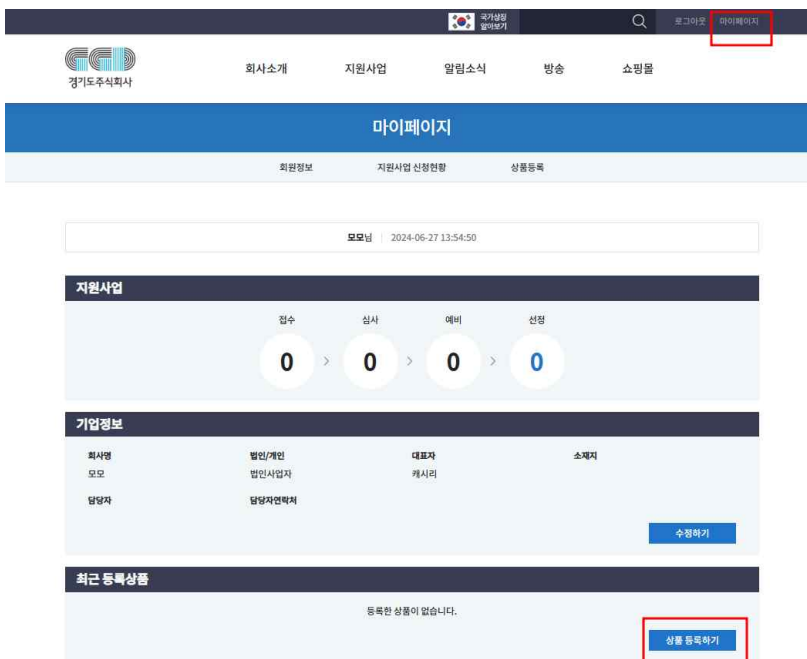 국가상징
알아보기
로그아웃 마이페이지
경기도주식회사
회사소개 지원사업 알림소식 방송 쇼핑몰
마이페이지
회원정보 지원사업 신청현황 상품등록
모모님 2024-06-27 13:54:50
지원사업
접수 심사 예비 선정
0 > 0 > 0 > 0
기업정보
회사명 법인/개인 대표자 소재지
모모 법인사업자 캐시리
담당자 담당자연락처
수정하기
최근 등록상품
등록한 상품이 없습니다.
상품 등록하기